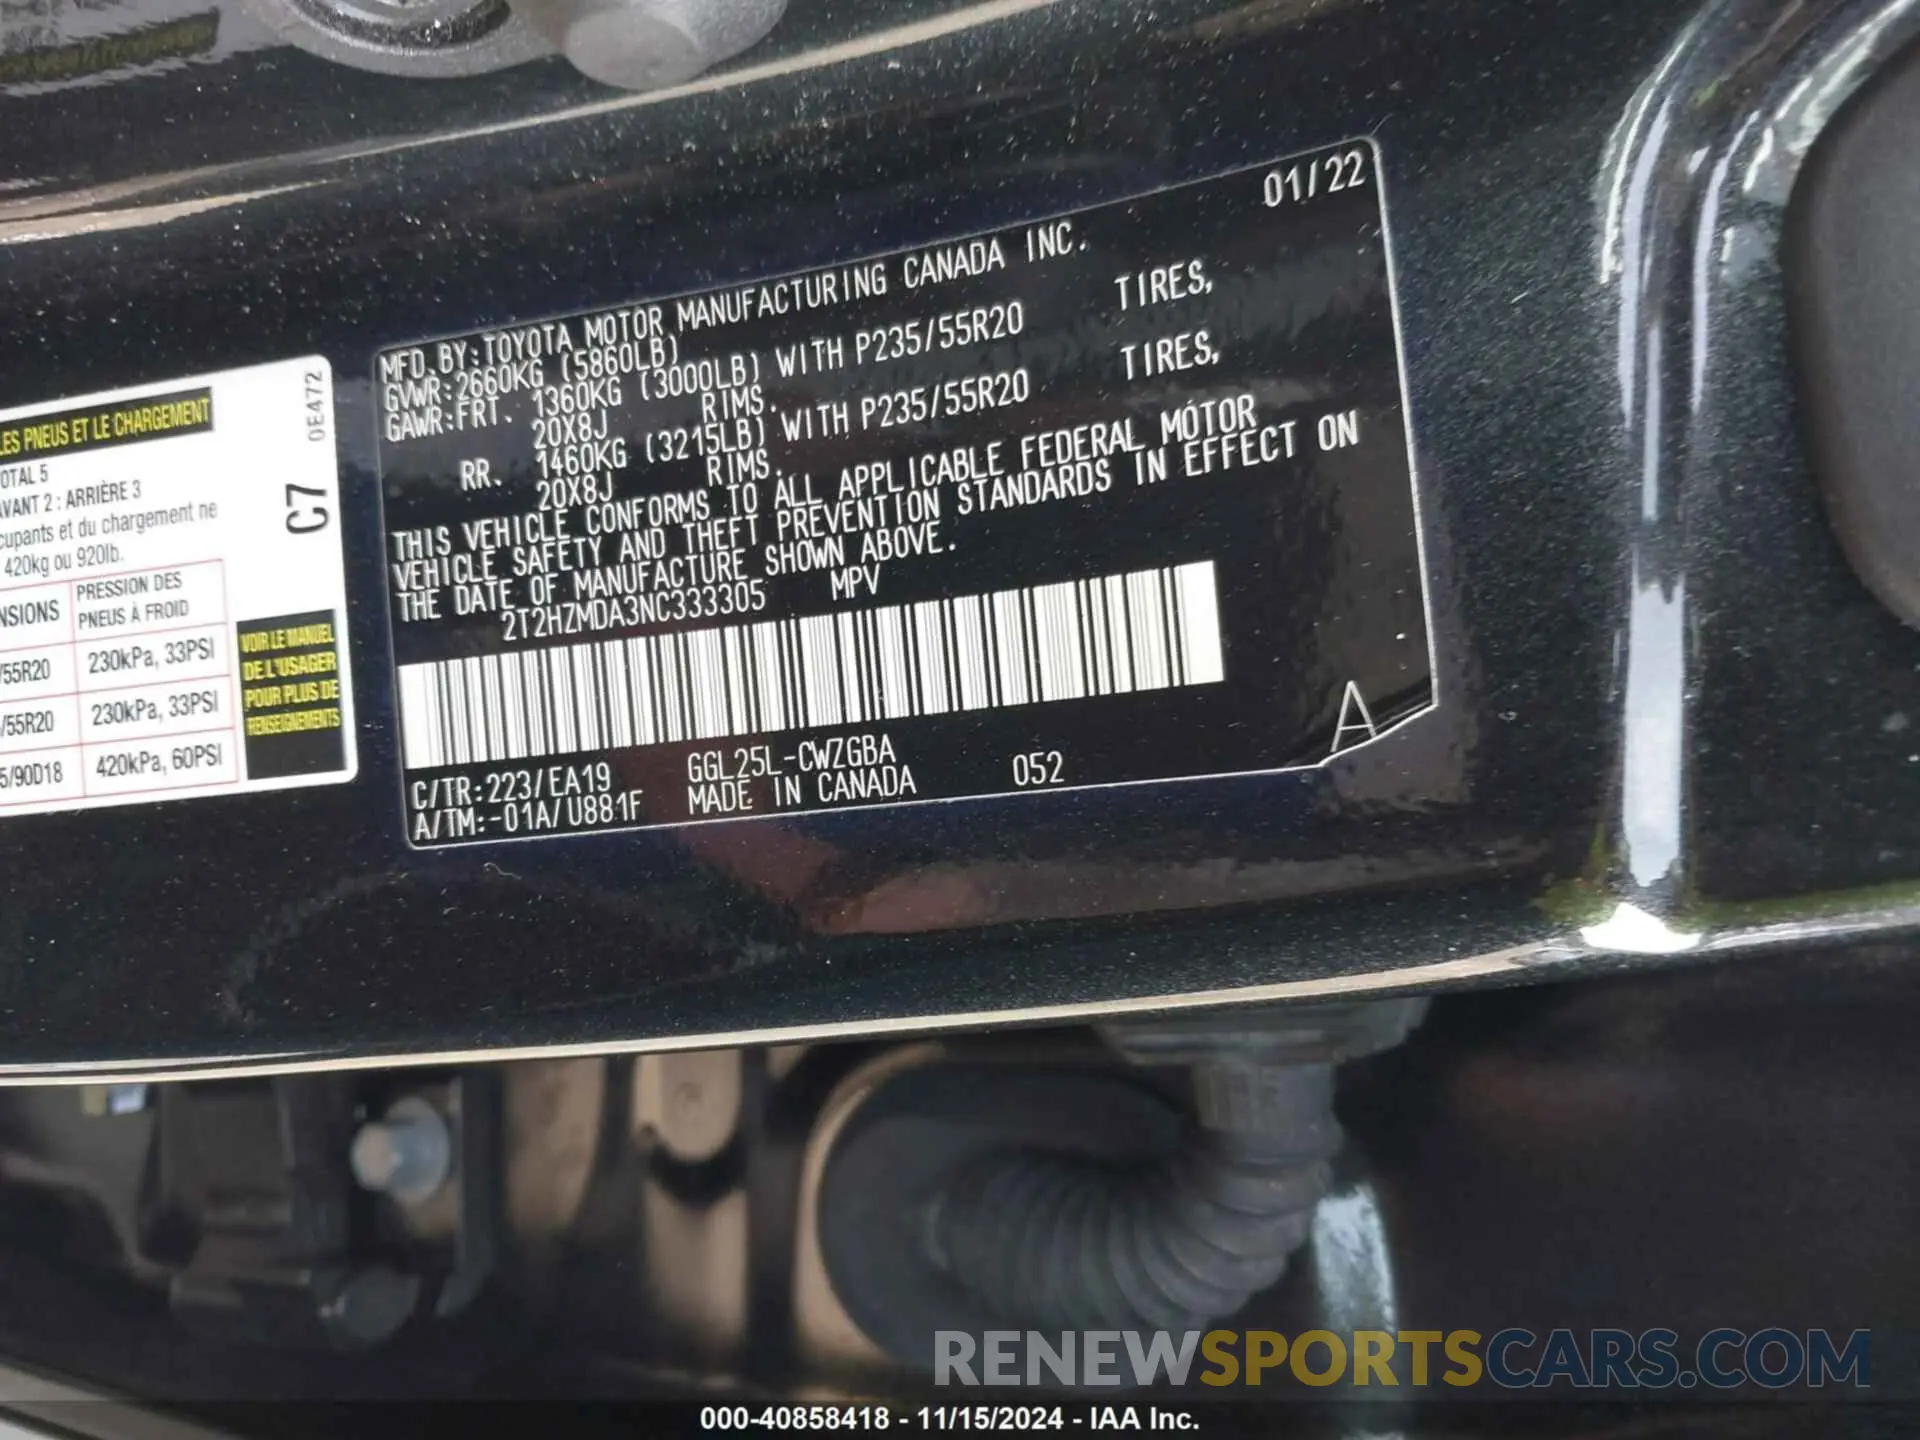 01/22
MFD. BY: TOYOTA MOTOR MANUFACTURING CANADA INC.
GVWR: 2660KG (5860LB)
GAWR: FRT. 1360KG (3000LB) WITH P235/55R20 TIRES,
20X8J RIMS.
RR. 1460KG (3215LB) WITH P235/55R20 TIRES,
20X8J RIMS.
THIS VEHICLE CONFORMS TO ALL APPLICABLE FEDERAL MOTOR
VEHICLE SAFETY AND THEFT PREVENTION STANDARDS IN EFFECT ON
THE DATE OF MANUFACTURE SHOWN ABOVE.
2T2HZMDA3NC333305 MPV
C/TR: 223/EA19 GGL25L-CWZGBA
A/TM: -01A/U881F MADE IN CANADA 052
A
LES PNEUS ET LE CHARGEMENT
0E472
C7
OTAL 5
AVANT 2 : ARRIÈRE 3
cupants et du chargement ne
420kg ou 920lb.
NSIONS PRESSION DES
PNEUS À FROID
/55R20 230kPa, 33PSI
/55R20 230kPa, 33PSI
5/90D18 420kPa, 60PSI
VOIR LE MANUEL
DE L'USAGER
POUR PLUS DE
RENSEIGNEMENTS
RENEWSPORTSCARS.COM
000-40858418 - 11/15/2024 - IAA Inc.